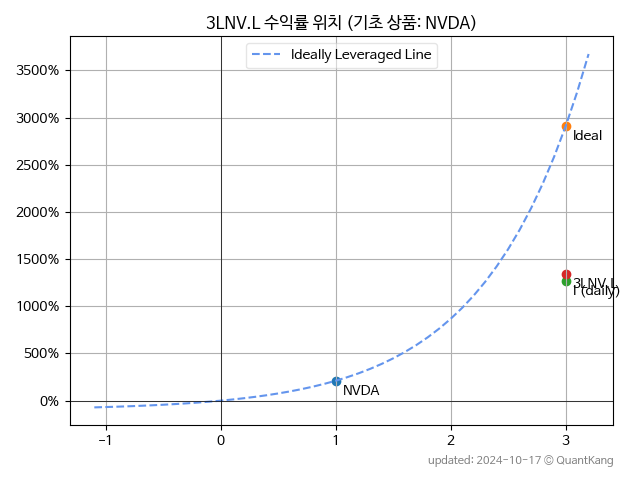 3LNV.L 수익률 위치 (기초 상품: NVDA)
Ideally Leveraged Line
3500%
3000%
2500%
2000%
1500%
1000%
500%
0%
Ideal
3LNV.L
(daily)
NVDA
-1
0
1
2
3
updated: 2024-10-17 © QuantKang